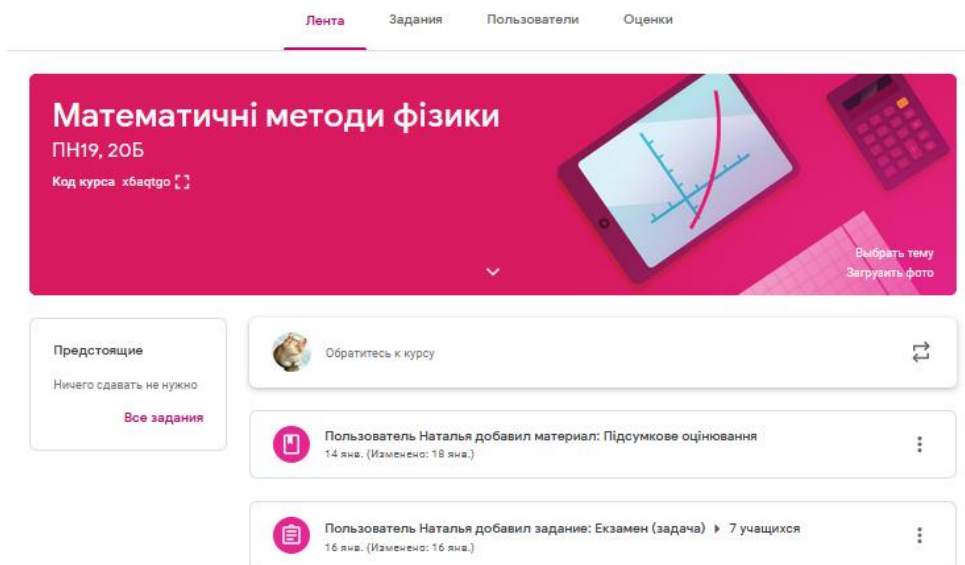 Лента Задания Пользователи Оценки
Математичні методи фізики
ПН19, 20Б
Код курса x6aqtgo
Выбрать тему
Загрузить фото
Предстоящие
Ничего сдавать не нужно
Все задания
Обратитесь к курсу
Пользователь Наталья добавил материал: Підсумкове оцінювання
14 янв. (Изменено: 18 янв.)
Пользователь Наталья добавил задание: Екзамен (задача) ▸ 7 учащихся
16 янв. (Изменено: 16 янв.)